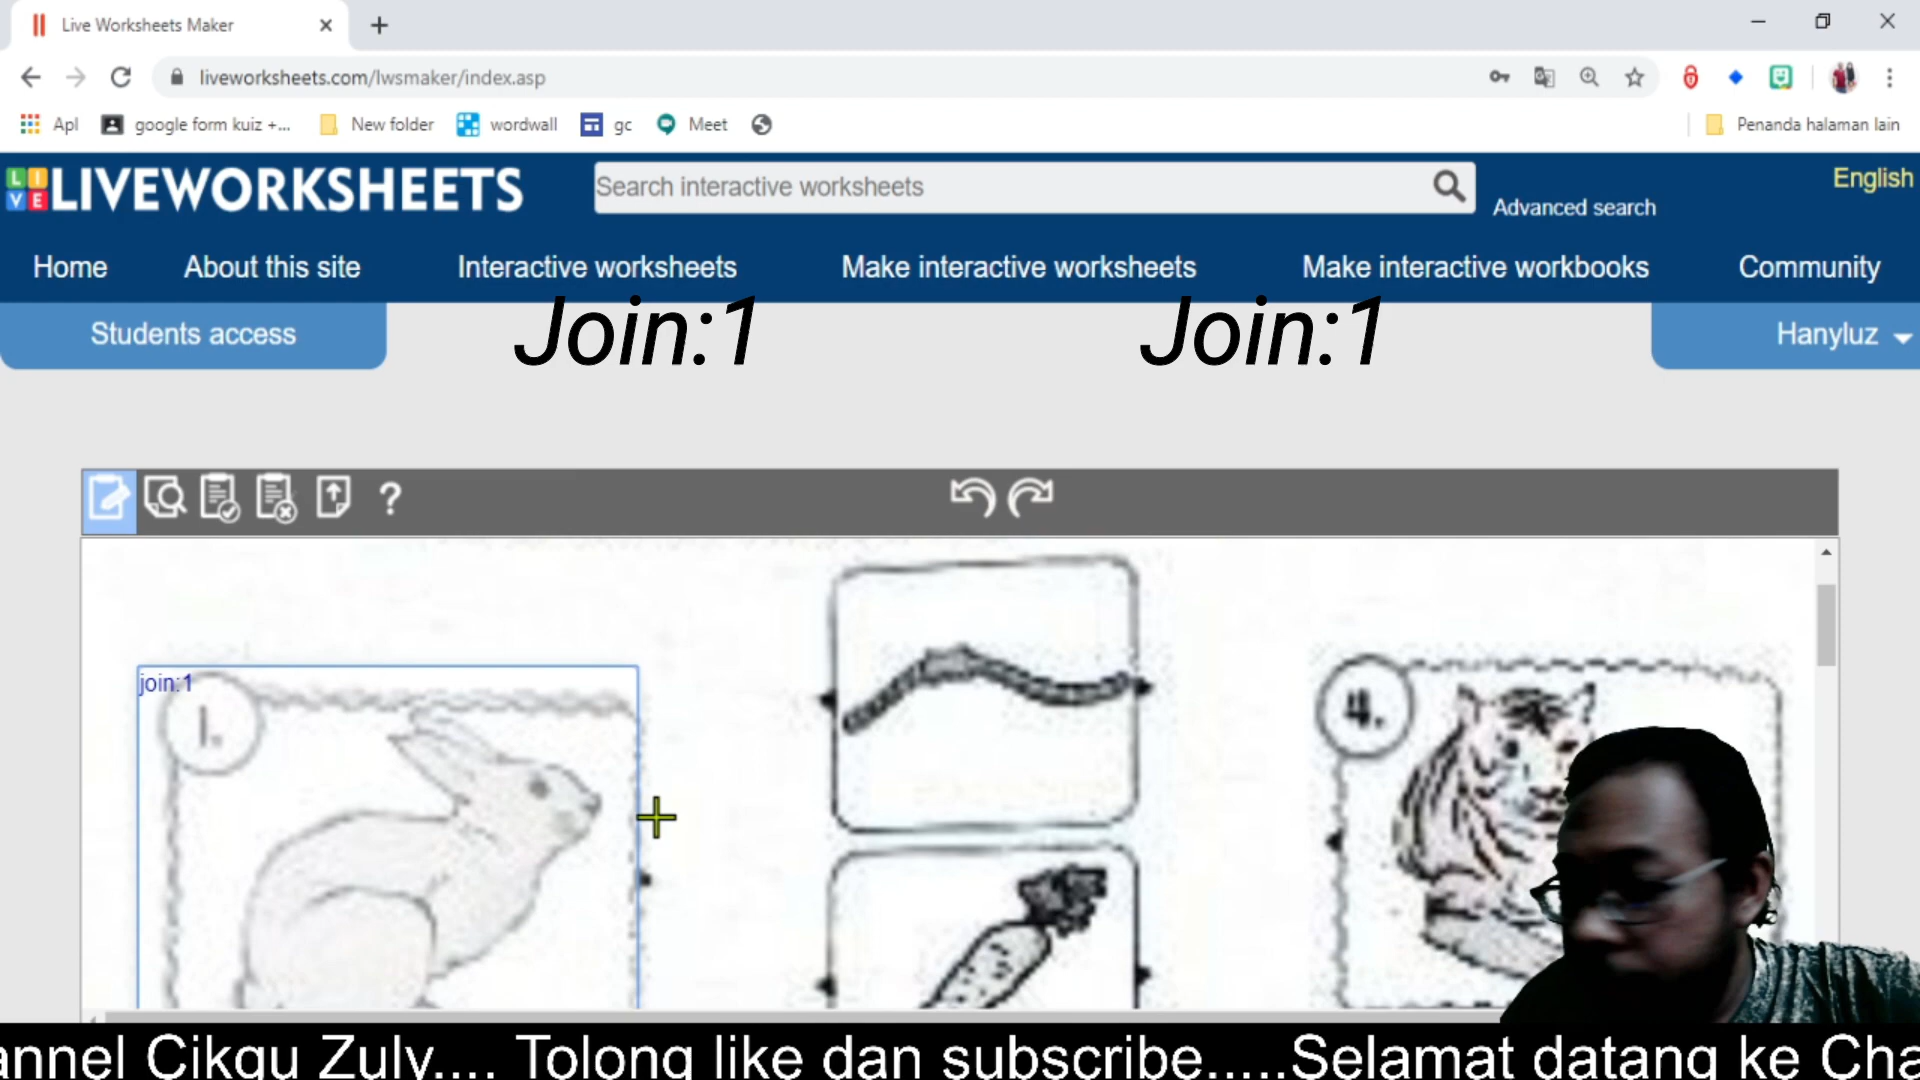 Live Worksheets Maker
liveworksheets.com/lwsmaker/index.asp
Apl google form kuiz +... New folder wordwall gc Meet Penanda halaman lain
LIVE LIVEWORKSHEETS
Search interactive worksheets
Advanced search
English
Home About this site Interactive worksheets Make interactive worksheets Make interactive workbooks Community
Students access Join:1 Join:1 Hanyluz
?
join:1
1.
4.
annel Cikgu Zuly.... Tolong like dan subscribe.....Selamat datang ke Cha